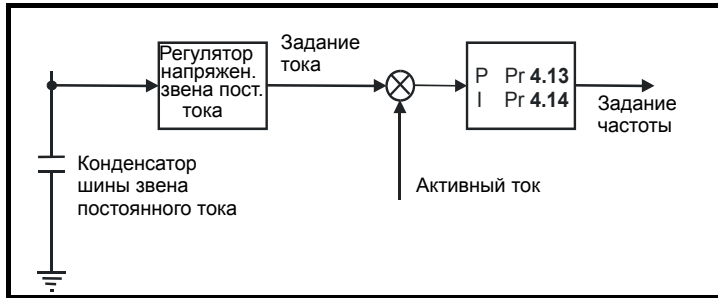 Регулятор
напряжен.
звена пост.
тока
Задание
тока
P Pr 4.13
I Pr 4.14
Задание
частоты
Конденсатор
шины звена
постоянного тока
Активный ток